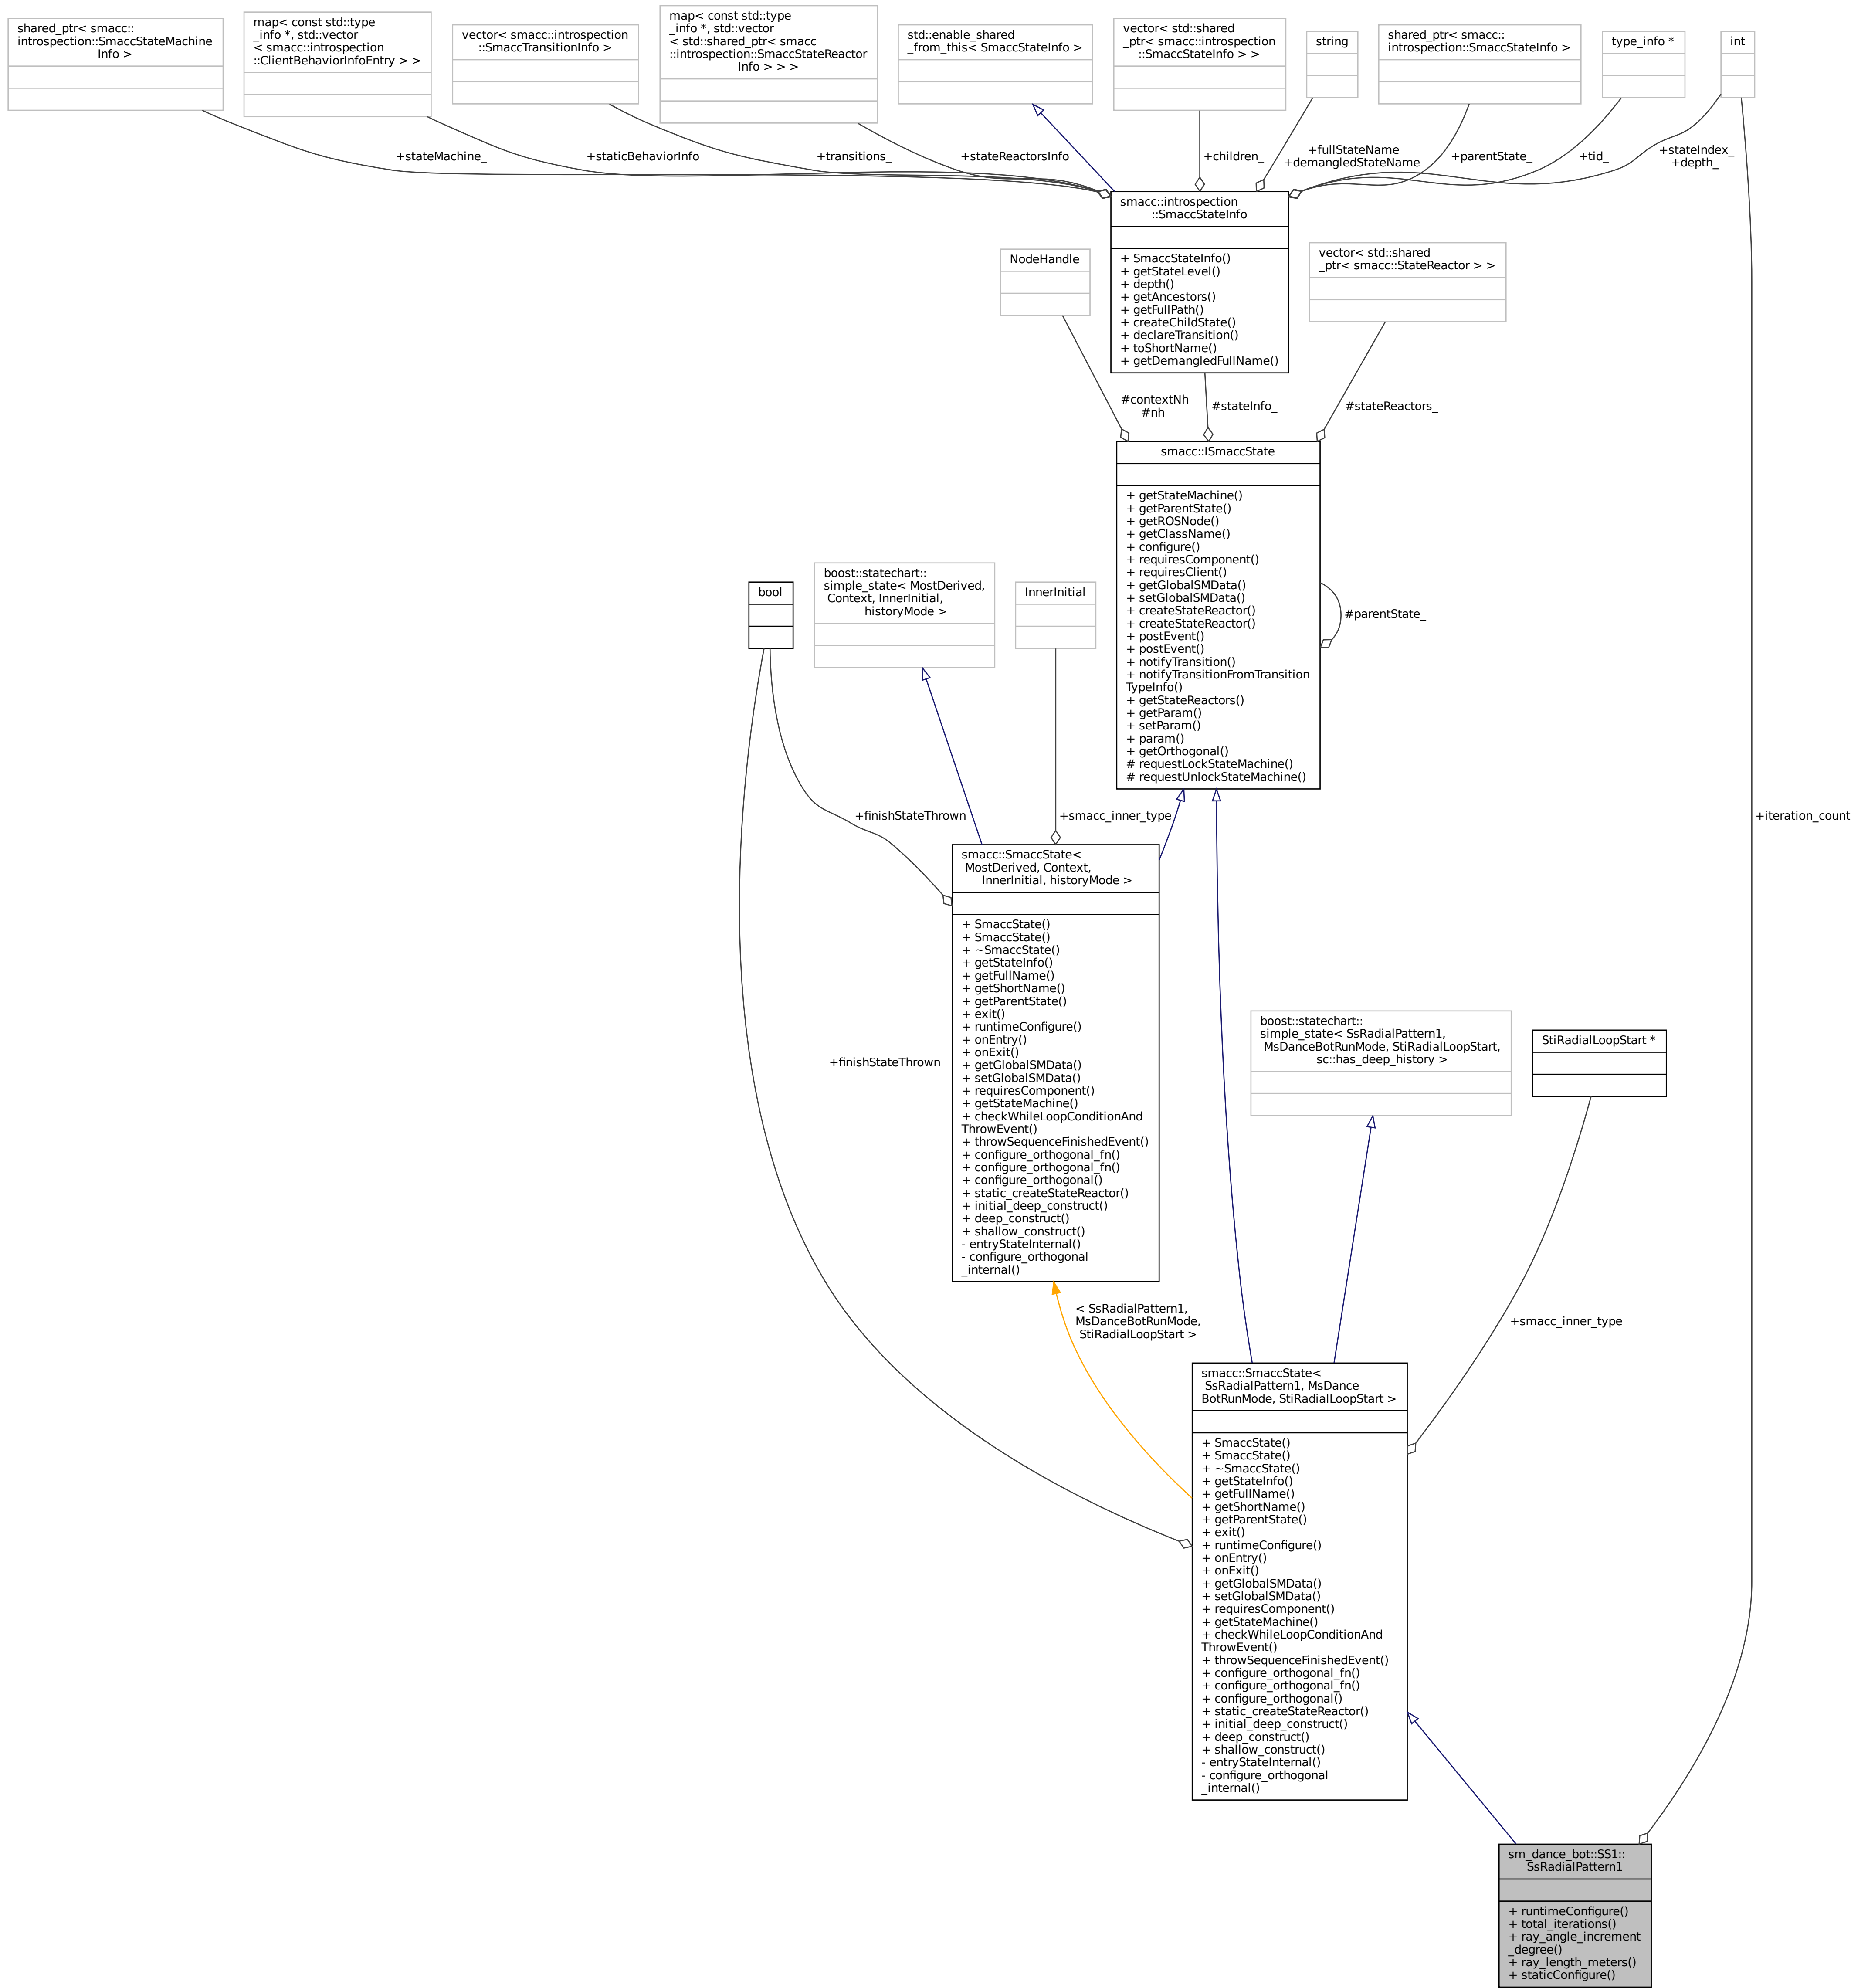 shared_ptr< smacc::
introspection::SmaccStateMachine
Info >
map< const std::type
_info *, std::vector
< smacc::introspection
::ClientBehaviorInfoEntry > >
vector< smacc::introspection
::SmaccTransitionInfo >
map< const std::type
_info *, std::vector
< std::shared_ptr< smacc
::introspection::SmaccStateReactor
Info > > >
std::enable_shared
_from_this< SmaccStateInfo >
vector< std::shared
_ptr< smacc::introspection
::SmaccStateInfo > >
string
shared_ptr< smacc::
introspection::SmaccStateInfo >
type_info *
int
+stateMachine_
+staticBehaviorInfo
+transitions_
+stateReactorsInfo
+children_
+fullStateName
+demangledStateName
+parentState_
+tid_
+stateIndex_
+depth_
smacc::introspection
::SmaccStateInfo
+ SmaccStateInfo()
+ getStateLevel()
+ depth()
+ getAncestors()
+ getFullPath()
+ createChildState()
+ declareTransition()
+ toShortName()
+ getDemangledFullName()
NodeHandle
vector< std::shared
_ptr< smacc::StateReactor > >
#contextNh
#nh
#stateInfo_
#stateReactors_
smacc::ISmaccState
+ getStateMachine()
+ getParentState()
+ getROSNode()
+ getClassName()
+ configure()
+ requiresComponent()
+ requiresClient()
+ getGlobalSMData()
+ setGlobalSMData()
+ createStateReactor()
+ createStateReactor()
+ postEvent()
+ postEvent()
+ notifyTransition()
+ notifyTransitionFromTransition
TypeInfo()
+ getStateReactors()
+ getParam()
+ setParam()
+ param()
+ getOrthogonal()
# requestLockStateMachine()
# requestUnlockStateMachine()
#parentState_
bool
boost::statechart::
simple_state< MostDerived,
Context, InnerInitial,
historyMode >
InnerInitial
+finishStateThrown
+smacc_inner_type
+iteration_count
smacc::SmaccState<
MostDerived, Context,
InnerInitial, historyMode >
+ SmaccState()
+ SmaccState()
+ ~SmaccState()
+ getStateInfo()
+ getFullName()
+ getShortName()
+ getParentState()
+ exit()
+ runtimeConfigure()
+ onEntry()
+ onExit()
+ getGlobalSMData()
+ setGlobalSMData()
+ requiresComponent()
+ getStateMachine()
+ checkWhileLoopConditionAnd
ThrowEvent()
+ throwSequenceFinishedEvent()
+ configure_orthogonal_fn()
+ configure_orthogonal_fn()
+ configure_orthogonal()
+ static_createStateReactor()
+ initial_deep_construct()
+ deep_construct()
+ shallow_construct()
- entryStateInternal()
- configure_orthogonal
_internal()
+finishStateThrown
boost::statechart::
simple_state< SsRadialPattern1,
MsDanceBotRunMode, StiRadialLoopStart,
sc::has_deep_history >
StiRadialLoopStart *
< SsRadialPattern1,
MsDanceBotRunMode,
StiRadialLoopStart >
+smacc_inner_type
smacc::SmaccState<
SsRadialPattern1, MsDance
BotRunMode, StiRadialLoopStart >
+ SmaccState()
+ SmaccState()
+ ~SmaccState()
+ getStateInfo()
+ getFullName()
+ getShortName()
+ getParentState()
+ exit()
+ runtimeConfigure()
+ onEntry()
+ onExit()
+ getGlobalSMData()
+ setGlobalSMData()
+ requiresComponent()
+ getStateMachine()
+ checkWhileLoopConditionAnd
ThrowEvent()
+ throwSequenceFinishedEvent()
+ configure_orthogonal_fn()
+ configure_orthogonal_fn()
+ configure_orthogonal()
+ static_createStateReactor()
+ initial_deep_construct()
+ deep_construct()
+ shallow_construct()
- entryStateInternal()
- configure_orthogonal
_internal()
sm_dance_bot::SS1::
SsRadialPattern1
+ runtimeConfigure()
+ total_iterations()
+ ray_angle_increment
_degree()
+ ray_length_meters()
+ staticConfigure()